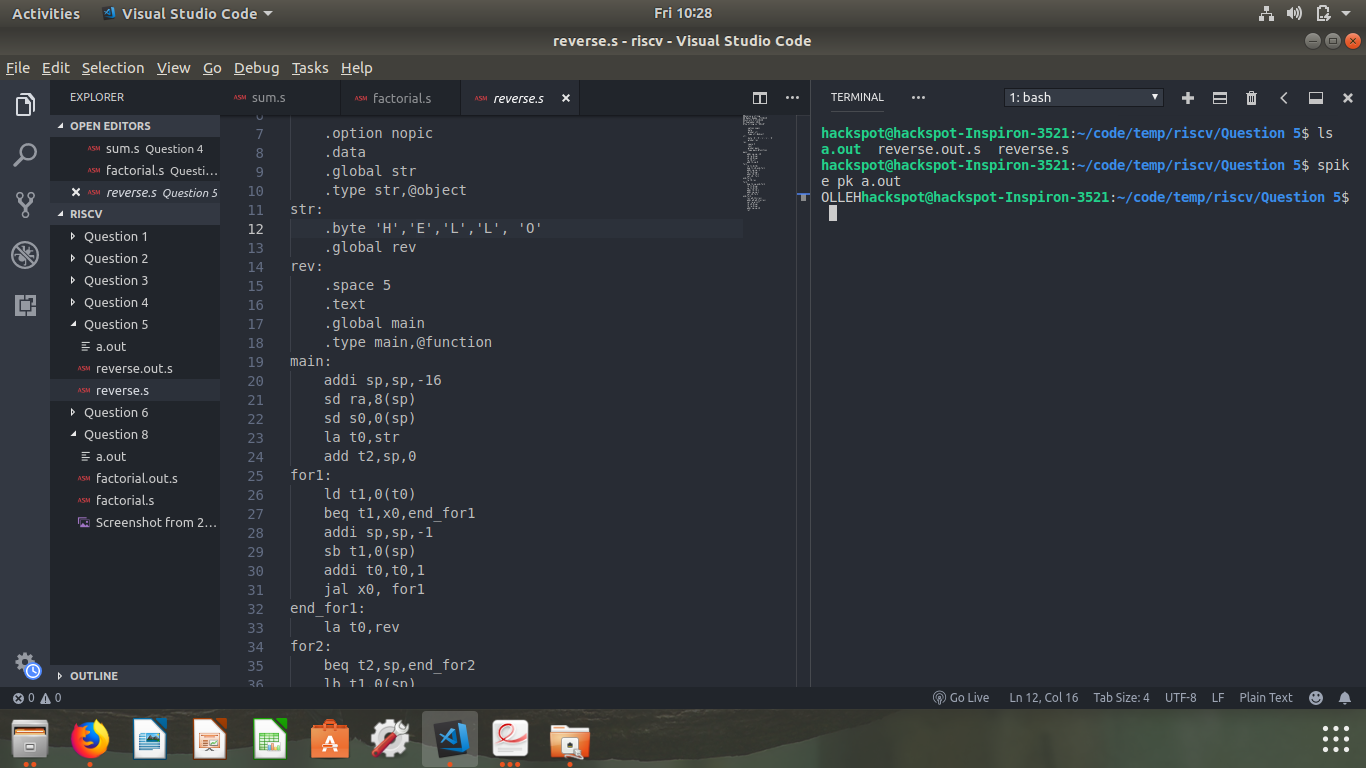 Activities Visual Studio Code Fri 10:28
reverse.s - riscv - Visual Studio Code
File Edit Selection View Go Debug Tasks Help
EXPLORER
OPEN EDITORS
sum.s Question 4
factorial.s Questi...
reverse.s Question 5
RISCV
Question 1
Question 2
Question 3
Question 4
Question 5
a.out
reverse.out.s
reverse.s
Question 6
Question 8
a.out
factorial.out.s
factorial.s
Screenshot from 2...
OUTLINE
sum.s factorial.s reverse.s
7 .option nopic
8 .data
9 .global str
10 .type str,@object
11 str:
12 .byte 'H','E','L','L', 'O'
13 .global rev
14 rev:
15 .space 5
16 .text
17 .global main
18 .type main,@function
19 main:
20 addi sp,sp,-16
21 sd ra,8(sp)
22 sd s0,0(sp)
23 la t0,str
24 add t2,sp,0
25 for1:
26 ld t1,0(t0)
27 beq t1,x0,end_for1
28 addi sp,sp,-1
29 sb t1,0(sp)
30 addi t0,t0,1
31 jal x0, for1
32 end_for1:
33 la t0,rev
34 for2:
35 beq t2,sp,end_for2
36 lb t1,0(sp)
TERMINAL 1: bash
hackspot@hackspot-Inspiron-3521:~/code/temp/riscv/Question 5$ ls
a.out reverse.out.s reverse.s
hackspot@hackspot-Inspiron-3521:~/code/temp/riscv/Question 5$ spik
e pk a.out
OLLEHhackspot@hackspot-Inspiron-3521:~/code/temp/riscv/Question 5$
0 0 Go Live Ln 12, Col 16 Tab Size: 4 UTF-8 LF Plain Text